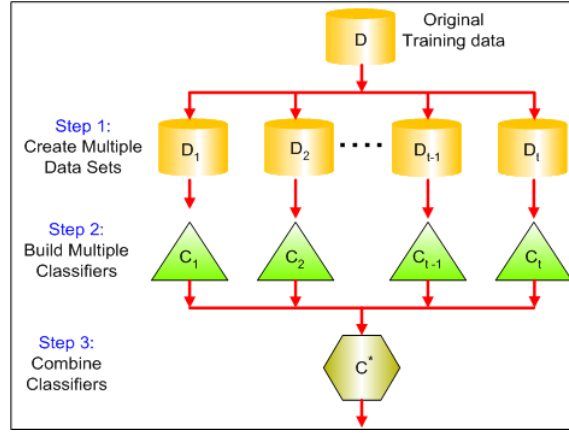 D
Original
Training data
Step 1:
Create Multiple
Data Sets
D₁
D₂
....
Dₜ₋₁
Dₜ
Step 2:
Build Multiple
Classifiers
C₁
C₂
Cₜ₋₁
Cₜ
Step 3:
Combine
Classifiers
C*